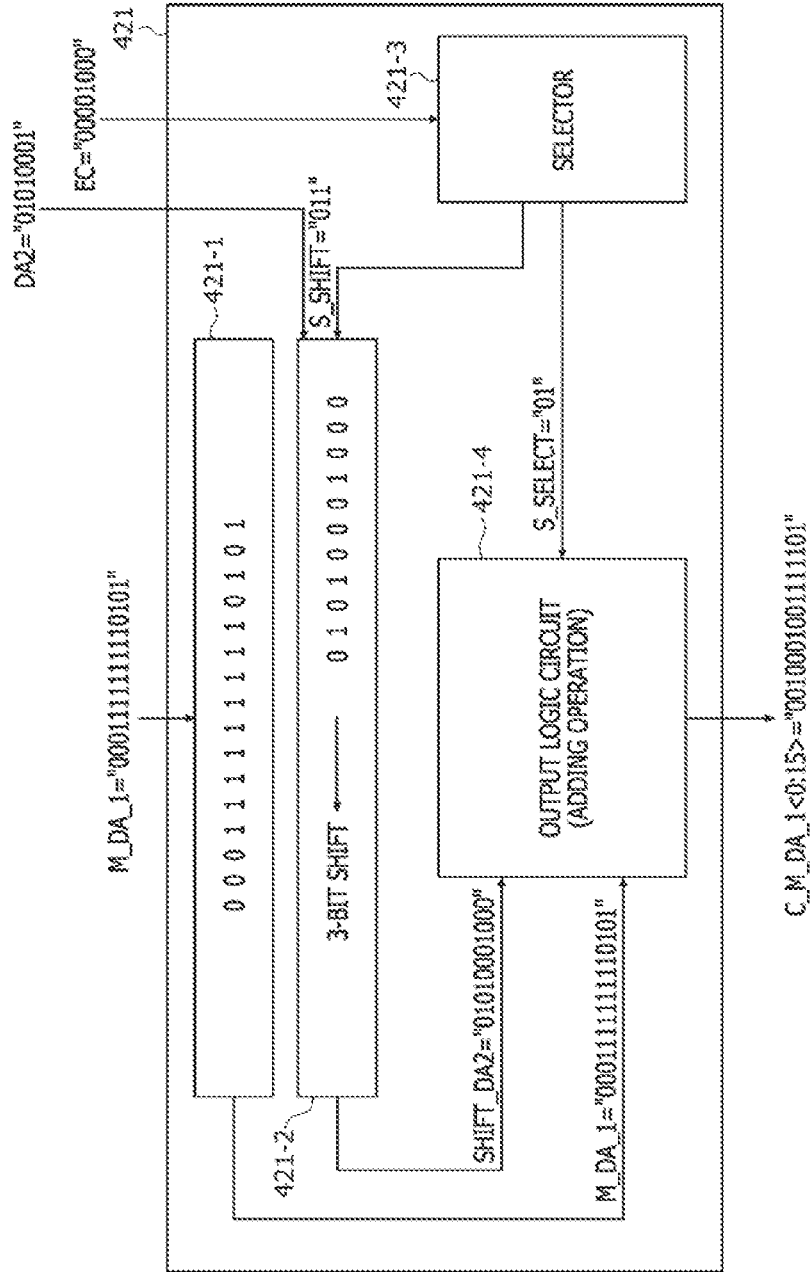 421
DA2="01010001"
EC="00001000"
M_DA_1="0001111111110101"
421-1
0 0 0 1 1 1 1 1 1 1 1 1 0 1 0 1
S_SHIFT="011"
421-3
SELECTOR
421-2
3-BIT SHIFT
0 1 0 1 0 0 0 1 0 0 0
SHIFT_DA2="01010001000"
M_DA_1="0001111111110101"
421-4
OUTPUT LOGIC CIRCUIT
(ADDING OPERATION)
S_SELECT="01"
C_M_DA_1<0:15>="0010001001111101"